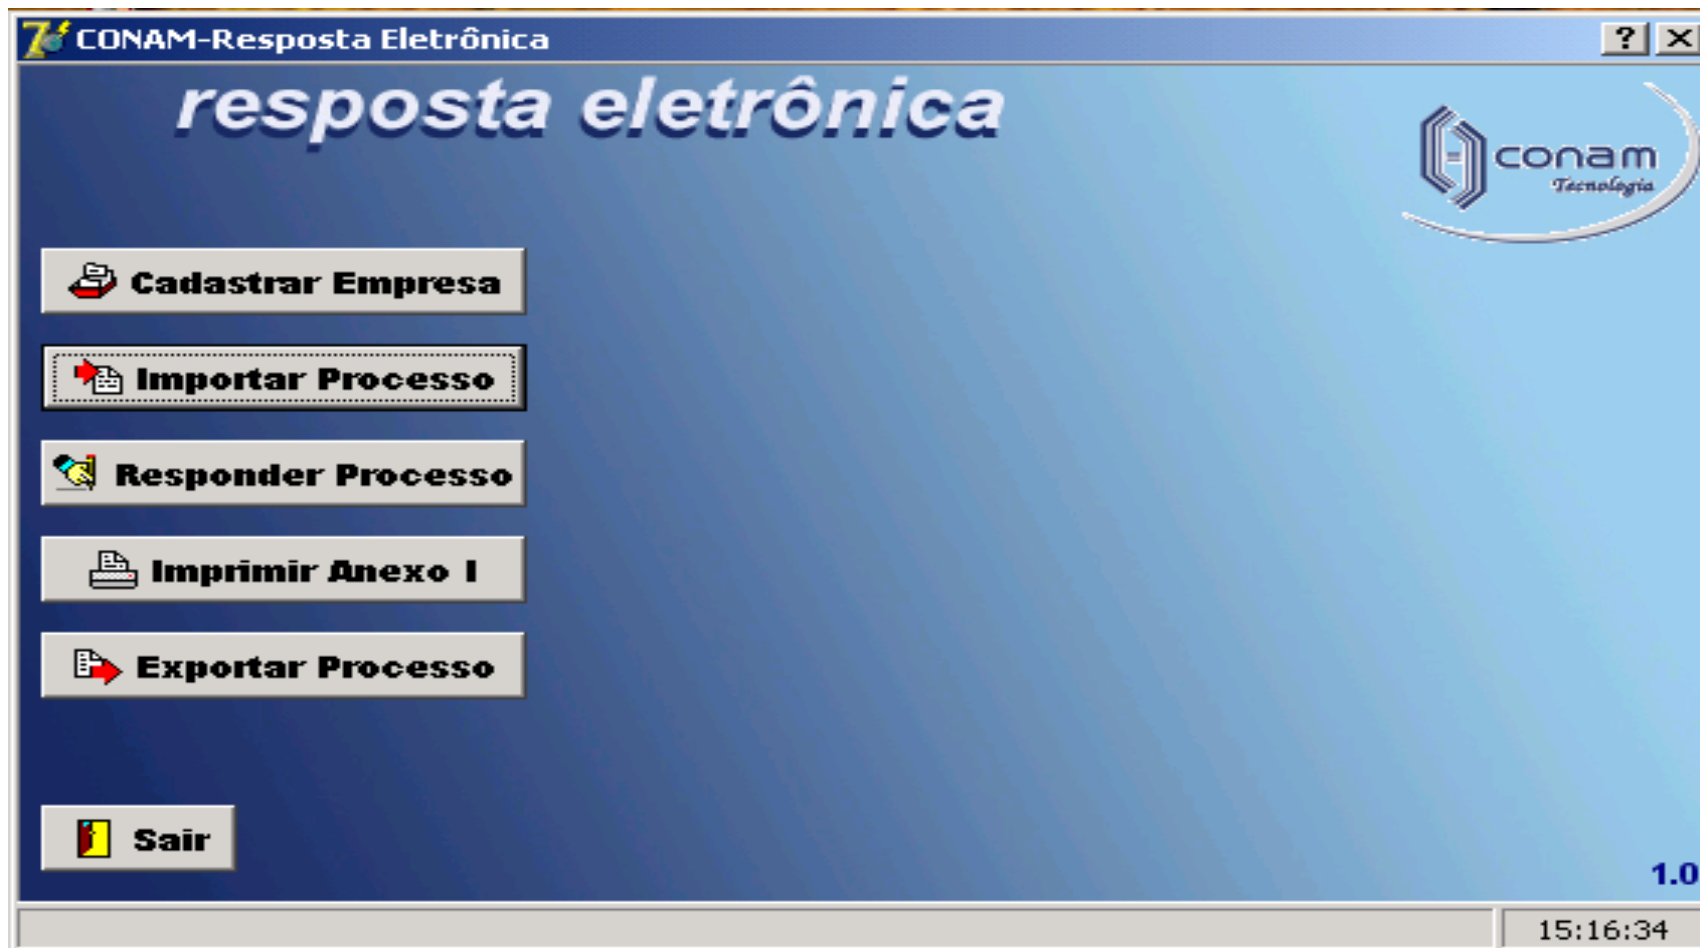 CONAM-Resposta Eletrônica
resposta eletrônica
conam
Tecnologia
Cadastrar Empresa
Importar Processo
Responder Processo
Imprimir Anexo I
Exportar Processo
Sair
1.0
15:16:34